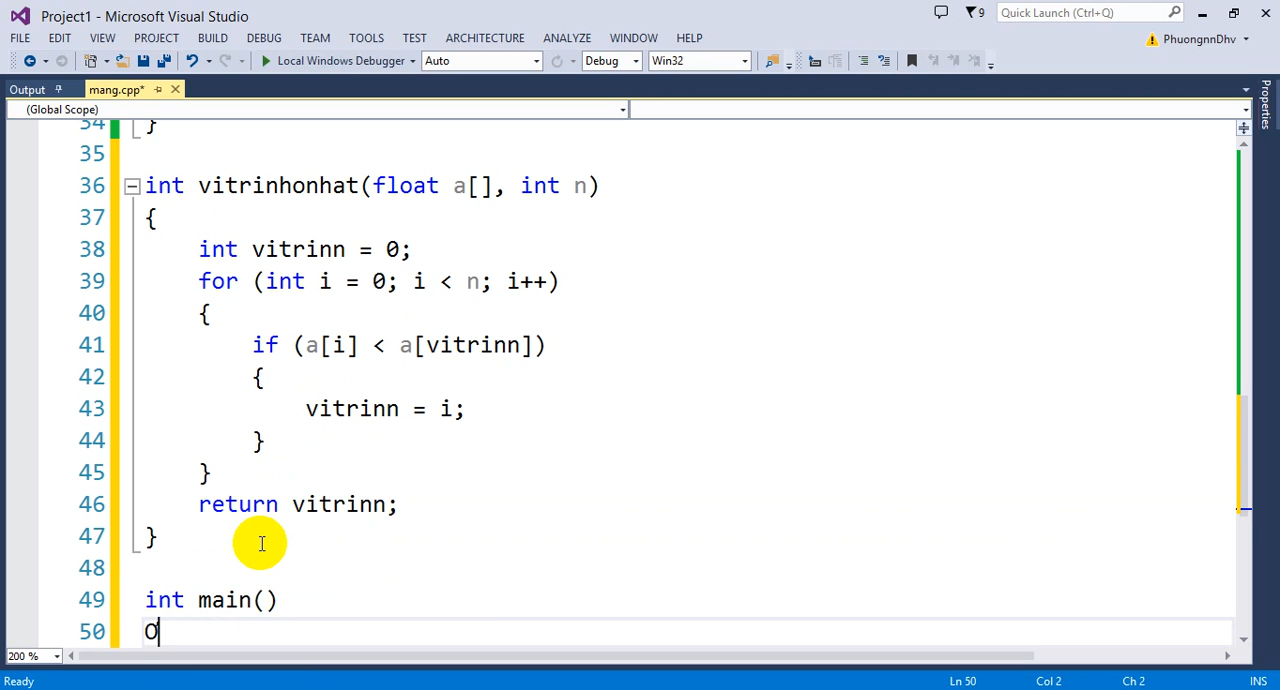 Project1 - Microsoft Visual Studio
9
Quick Launch (Ctrl+Q)
FILE EDIT VIEW PROJECT BUILD DEBUG TEAM TOOLS TEST ARCHITECTURE ANALYZE WINDOW HELP
PhuongnnDhv
Local Windows Debugger Auto Debug Win32
Output mang.cpp*
Properties
(Global Scope)
34 }
35
36 int vitrinhonhat(float a[], int n)
37 {
38 int vitrinn = 0;
39 for (int i = 0; i < n; i++)
40 {
41 if (a[i] < a[vitrinn])
42 {
43 vitrinn = i;
44 }
45 }
46 return vitrinn;
47 }
48
49 int main()
50 Ơ
200 %
Ready Ln 50 Col 2 Ch 2 INS